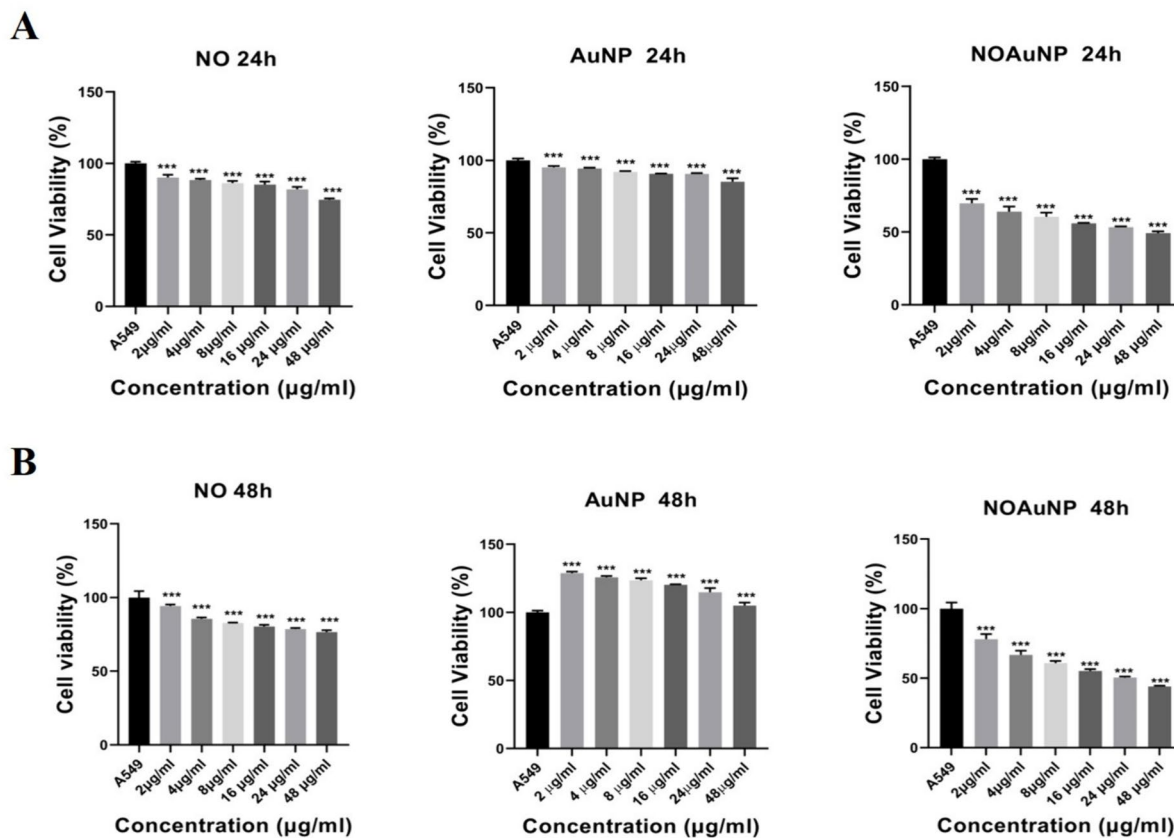 A
NO 24h
Cell Viability (%)
150
100
50
0
*** *** *** *** *** ***
A549
2µg/ml
4µg/ml
8µg/ml
16 µg/ml
24 µg/ml
48 µg/ml
Concentration (µg/ml)
AuNP 24h
Cell Viability (%)
150
100
50
0
*** *** *** *** *** ***
A549
2 µg/ml
4 µg/ml
8 µg/ml
16 µg/ml
24µg/ml
48µg/ml
Concentration (µg/ml)
NOAuNP 24h
Cell Viability (%)
150
100
50
0
*** *** *** *** *** ***
A549
2µg/ml
4µg/ml
8µg/ml
16 µg/ml
24 µg/ml
48 µg/ml
Concentration (µg/ml)
B
NO 48h
Cell viability (%)
150
100
50
0
*** *** *** *** *** ***
A549
2µg/ml
4µg/ml
8µg/ml
16 µg/ml
24 µg/ml
48 µg/ml
Concentration (µg/ml)
AuNP 48h
Cell Viability (%)
150
100
50
0
*** *** *** *** *** ***
A549
2 µg/ml
4 µg/ml
8 µg/ml
16 µg/ml
24µg/ml
48µg/ml
Concentration (µg/ml)
NOAuNP 48h
Cell Viability (%)
150
100
50
0
*** *** *** *** *** ***
A549
2µg/ml
4µg/ml
8µg/ml
16 µg/ml
24 µg/ml
48 µg/ml
Concentration (µg/ml)